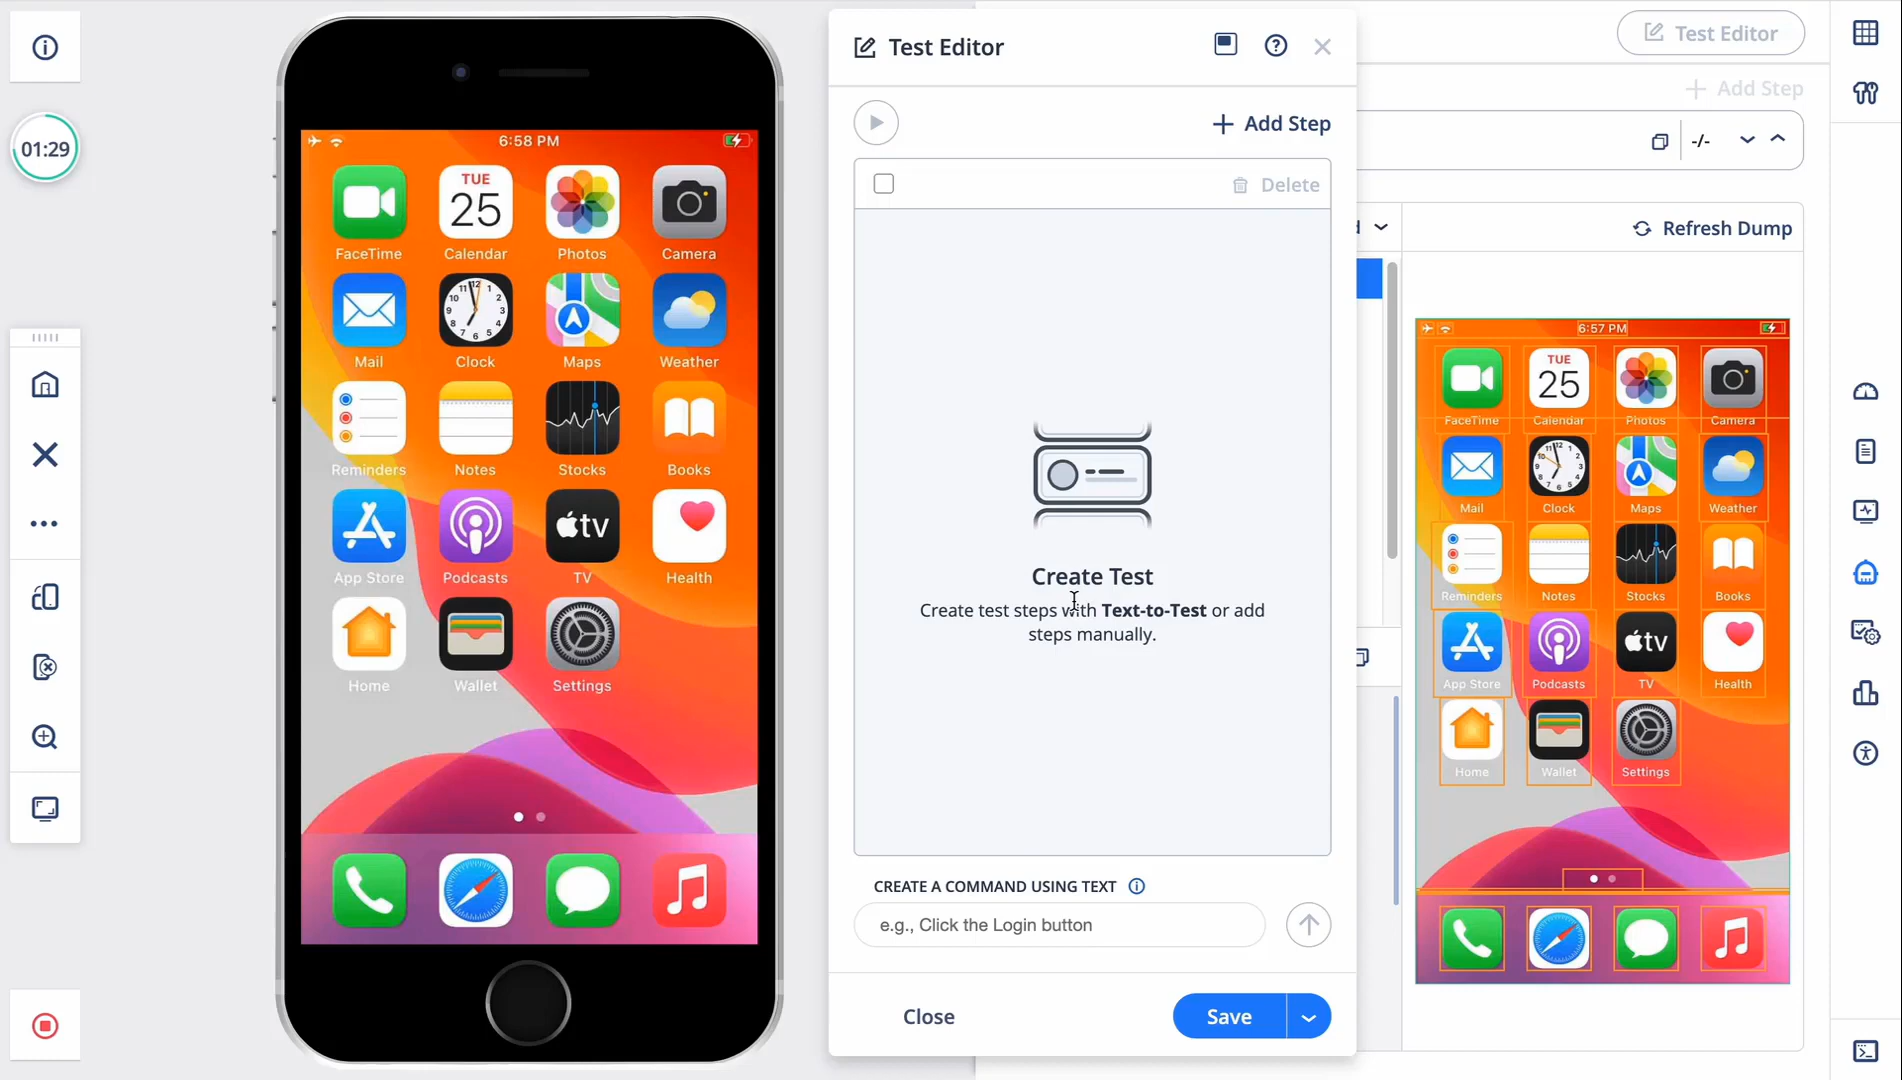 01:29
6:58 PM
TUE
25
FaceTime
Calendar
Photos
Camera
Mail
Clock
Maps
Weather
Reminders
Notes
Stocks
Books
tv
App Store
Podcasts
TV
Health
Home
Wallet
Settings
Test Editor
Add Step
Delete
Create Test
Create test steps with Text-to-Test or add
steps manually.
CREATE A COMMAND USING TEXT
e.g., Click the Login button
Close
Save
Test Editor
Add Step
-/-
Refresh Dump
6:57 PM
TUE
25
FaceTime
Calendar
Photos
Camera
Mail
Clock
Maps
Weather
Reminders
Notes
Stocks
Books
tv
App Store
Podcasts
TV
Health
Home
Wallet
Settings